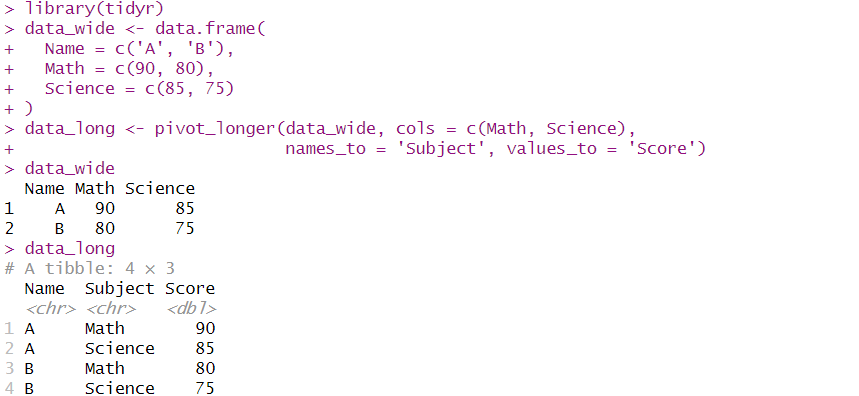 > library(tidyr)
> data_wide <- data.frame(
+   Name = c('A', 'B'),
+   Math = c(90, 80),
+   Science = c(85, 75)
+ )
> data_long <- pivot_longer(data_wide, cols = c(Math, Science),
+                           names_to = 'Subject', values_to = 'Score')
> data_wide
  Name Math Science
1    A   90      85
2    B   80      75
> data_long
# A tibble: 4 × 3
  Name  Subject Score
  <chr> <chr>   <dbl>
1 A     Math       90
2 A     Science    85
3 B     Math       80
4 B     Science    75